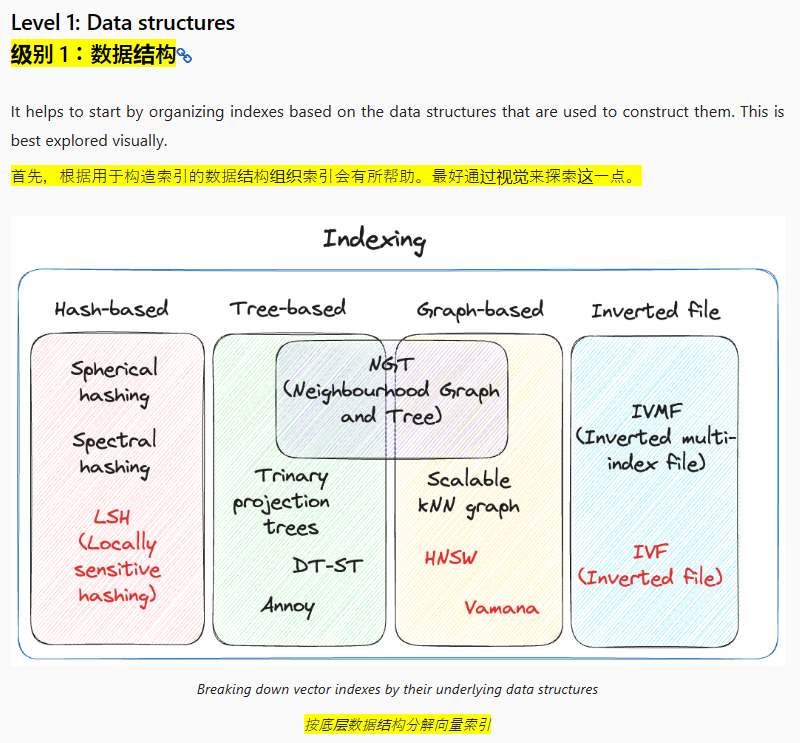 Level 1: Data structures
级别 1：数据结构
It helps to start by organizing indexes based on the data structures that are used to construct them. This is
best explored visually.
首先，根据用于构造索引的数据结构组织索引会有所帮助。最好通过视觉来探索这一点。
Indexing
Hash-based
Spherical
hashing
Spectral
hashing
LSH
(Locally
sensitive
hashing)
Tree-based
Graph-based
NGT
(Neighbourhood Graph
and Tree)
Trinary
projection
trees
DT-ST
Annoy
Scalable
kNN graph
HNSW
Vamana
Inverted file
IVMF
(Inverted multi-
index file)
IVF
(Inverted file)
Breaking down vector indexes by their underlying data structures
按底层数据结构分解向量索引